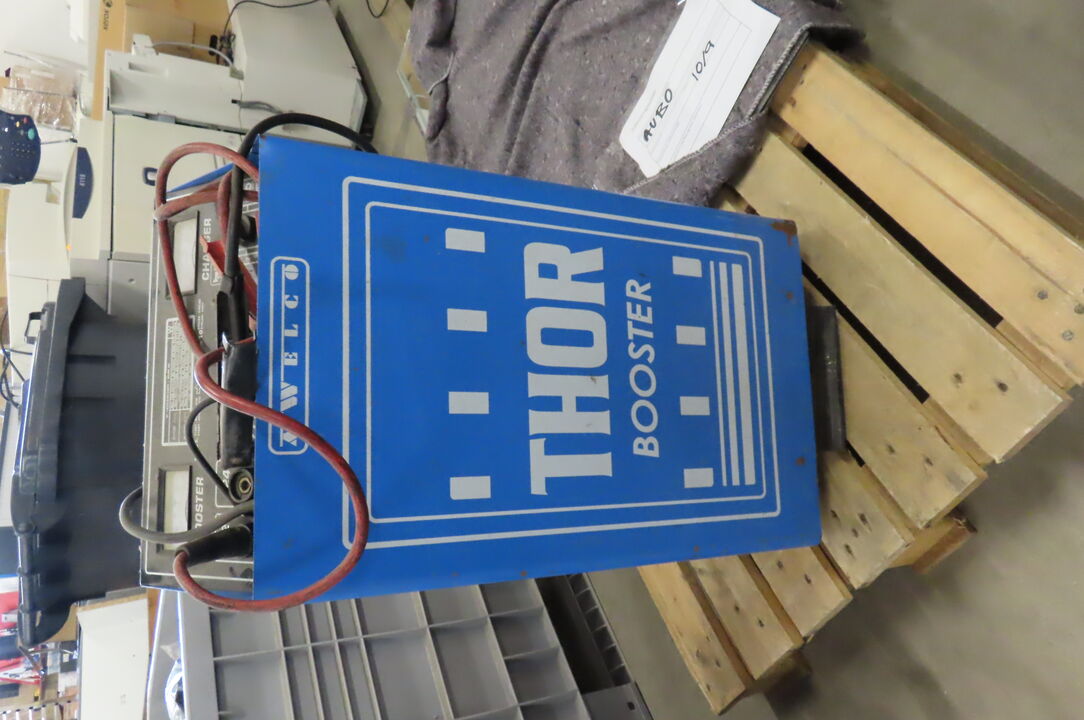 AWELCO
THOR
BOOSTER
CHARGER
BOOSTER
AUBO 10/9